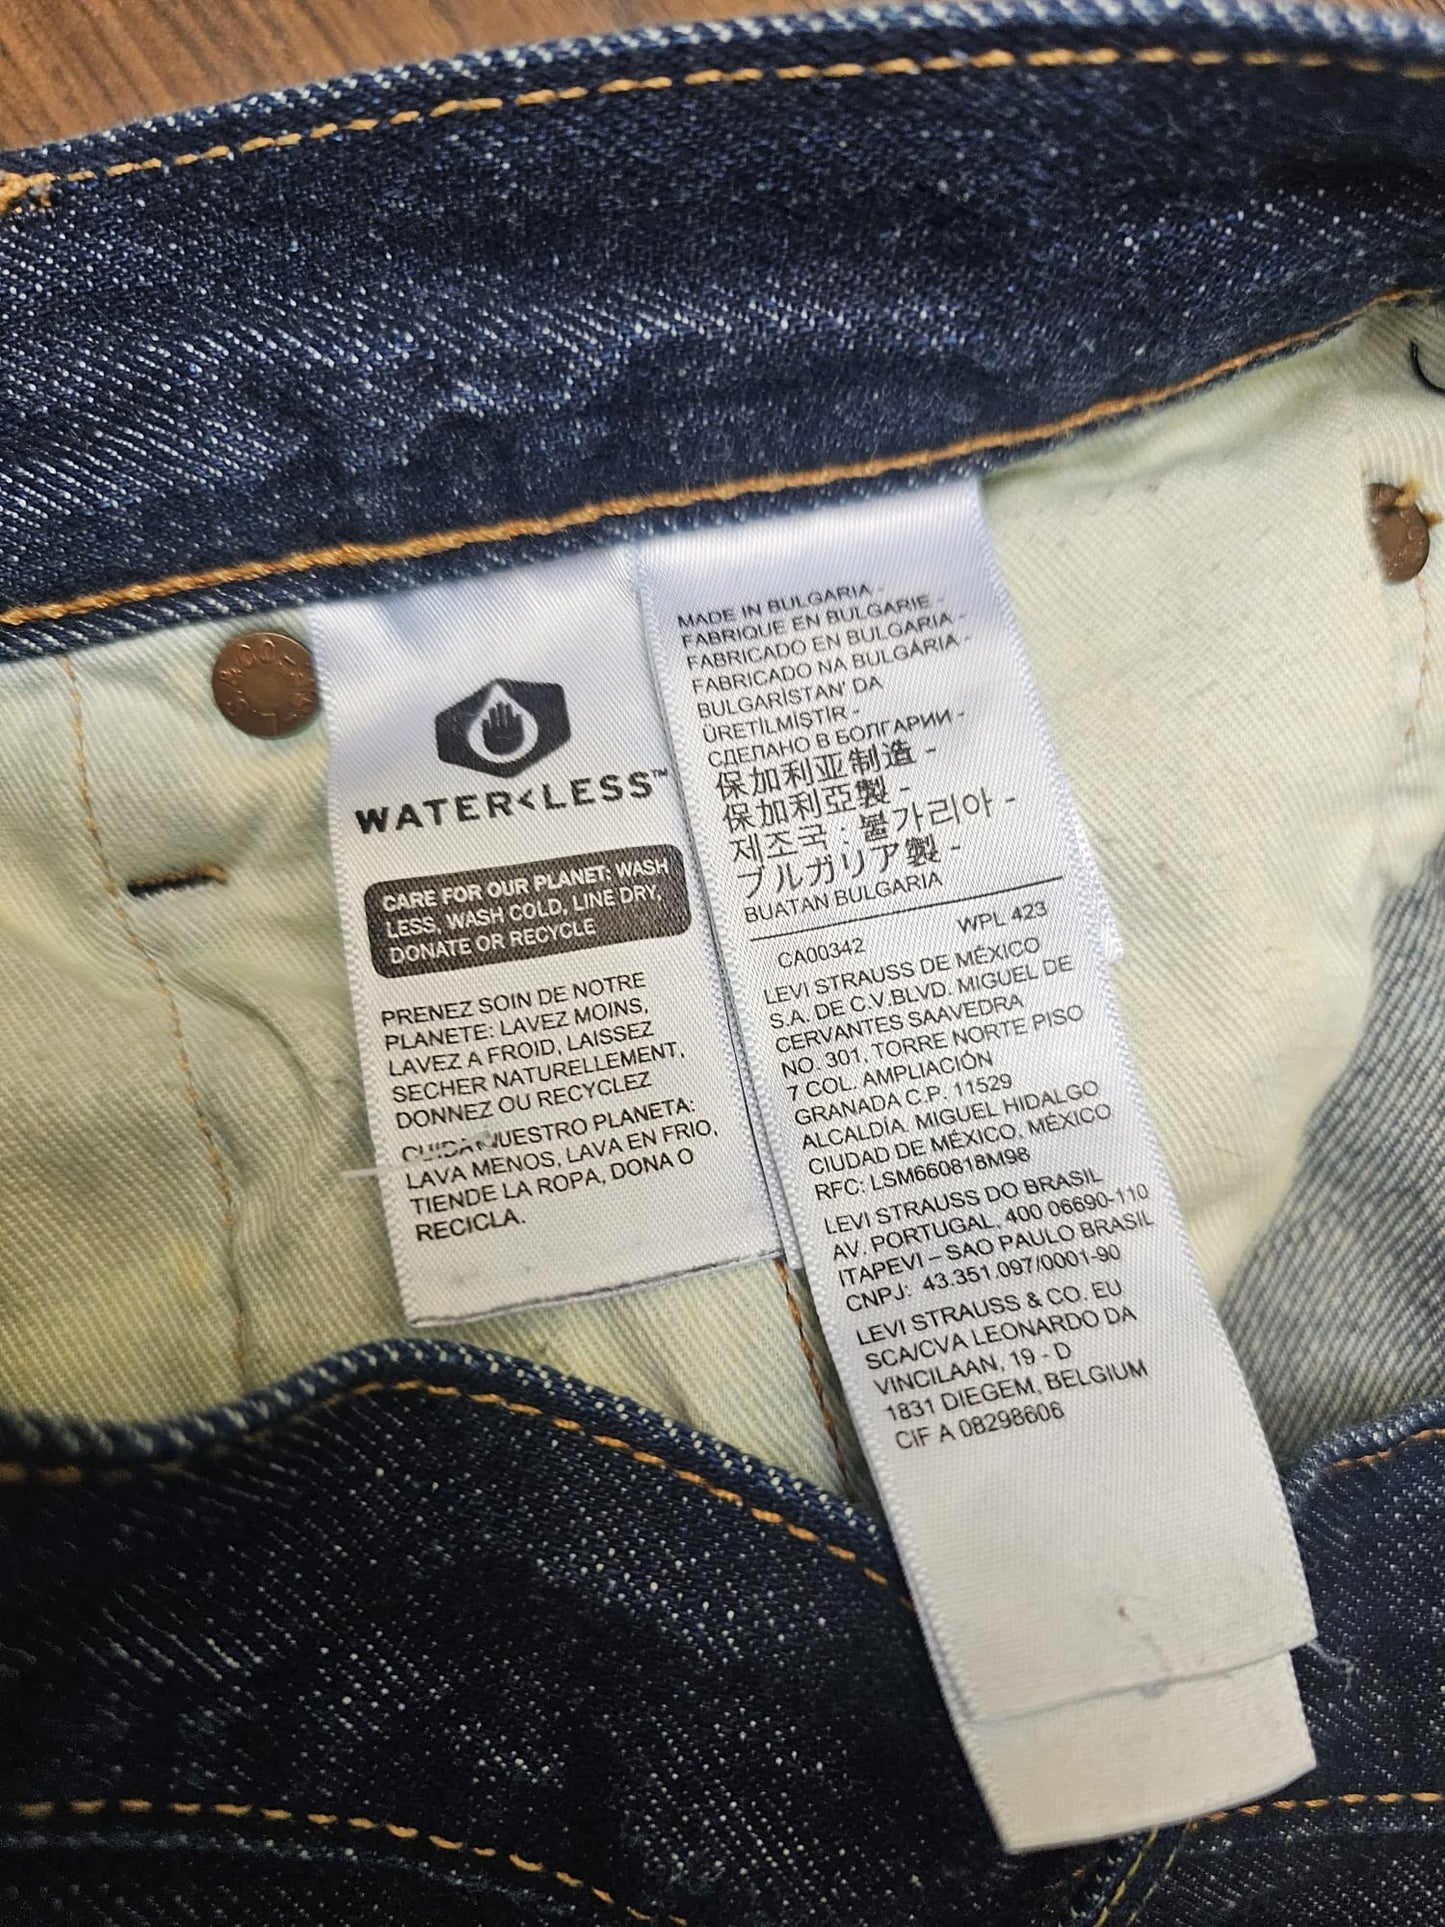 WATER<LESS™
CARE FOR OUR PLANET: WASH
LESS, WASH COLD, LINE DRY,
DONATE OR RECYCLE
PRENEZ SOIN DE NOTRE
PLANETE: LAVEZ MOINS,
LAVEZ A FROID, LAISSEZ
SECHER NATURELLEMENT,
DONNEZ OU RECYCLEZ
CUIDA NUESTRO PLANETA:
LAVA MENOS, LAVA EN FRIO,
TIENDE LA ROPA, DONA O
RECICLA.
MADE IN BULGARIA -
FABRIQUE EN BULGARIE -
FABRICADO EN BULGARIA -
FABRICADO NA BULGÁRIA -
BULGARİSTAN' DA
ÜRETİLMİŞTİR -
СДЕЛАНО В БОЛГАРИИ -
保加利亚制造 -
保加利亞製 -
제조국 : 불가리아 -
ブルガリア製 -
BUATAN BULGARIA
CA00342 WPL 423
LEVI STRAUSS DE MÉXICO
S.A. DE C.V.BLVD. MIGUEL DE
CERVANTES SAAVEDRA
NO. 301, TORRE NORTE PISO
7 COL. AMPLIACIÓN
GRANADA C.P. 11529
ALCALDÍA. MIGUEL HIDALGO
CIUDAD DE MÉXICO, MÉXICO
RFC: LSM660818M98
LEVI STRAUSS DO BRASIL
AV. PORTUGAL, 400 06690-110
ITAPEVI – SAO PAULO BRASIL
CNPJ: 43.351.097/0001-90
LEVI STRAUSS & CO. EU
SCA/CVA LEONARDO DA
VINCILAAN, 19 - D
1831 DIEGEM, BELGIUM
CIF A 08298606